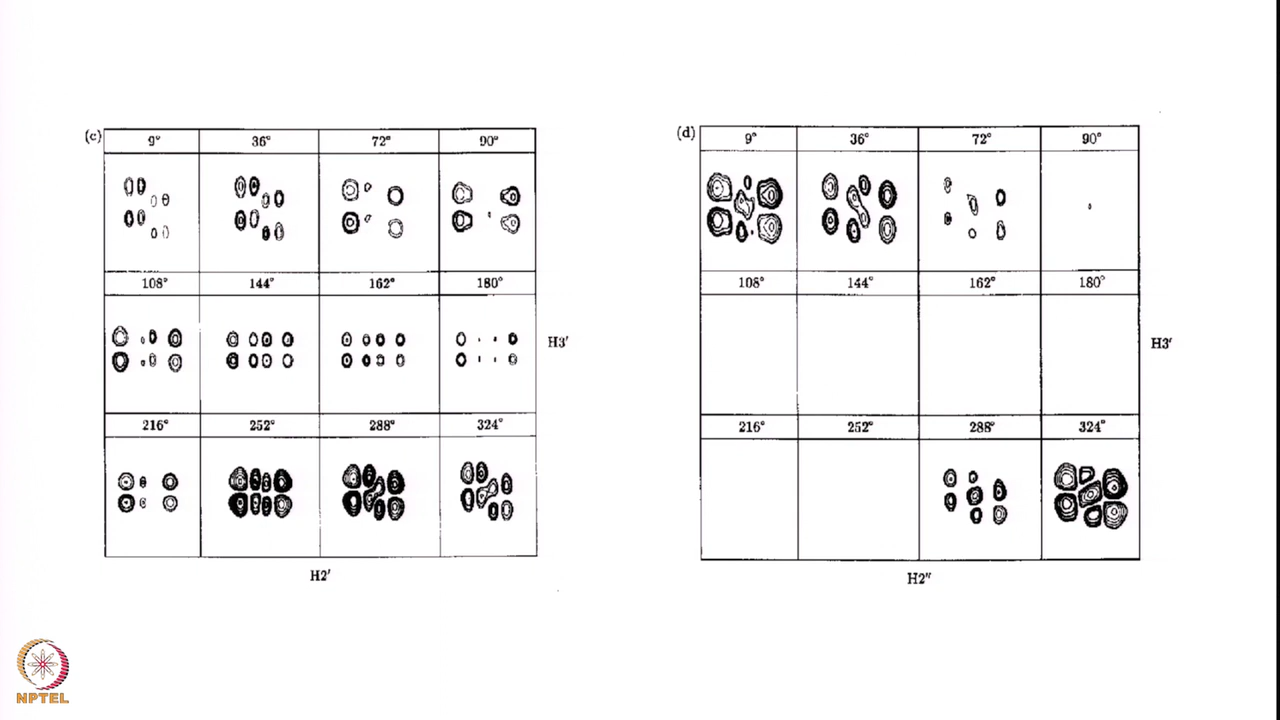 (c)
9° 36° 72° 90°
108° 144° 162° 180°
216° 252° 288° 324°
H3′
H2′
(d)
9° 36° 72° 90°
108° 144° 162° 180°
216° 252° 288° 324°
H3′
H2″
NPTEL